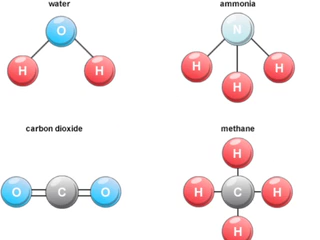 water
O
H H
ammonia
N
H H H
carbon dioxide
O C O
methane
H
H C H
H